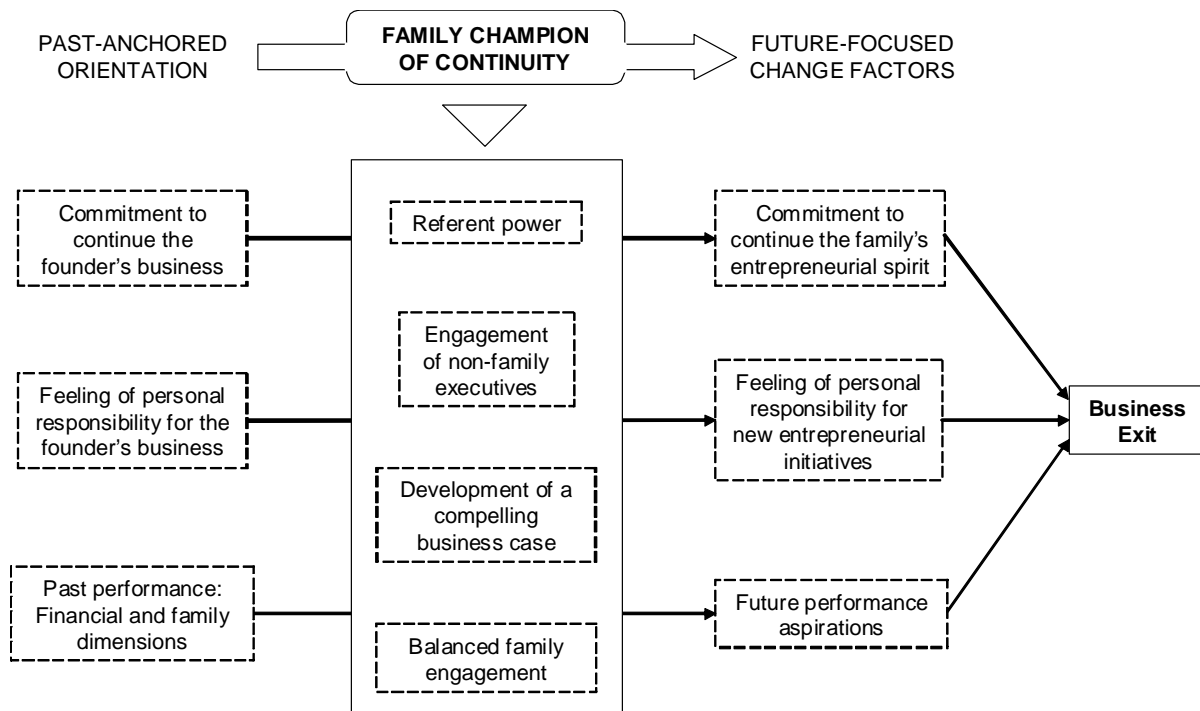 PAST-ANCHORED
ORIENTATION
FAMILY CHAMPION
OF CONTINUITY
FUTURE-FOCUSED
CHANGE FACTORS
Commitment to
continue the
founder’s business
Feeling of personal
responsibility for the
founder’s business
Past performance:
Financial and family
dimensions
Referent power
Engagement
of non-family
executives
Development of a
compelling
business case
Balanced family
engagement
Commitment to
continue the family’s
entrepreneurial spirit
Feeling of personal
responsibility for
new entrepreneurial
initiatives
Future performance
aspirations
Business
Exit